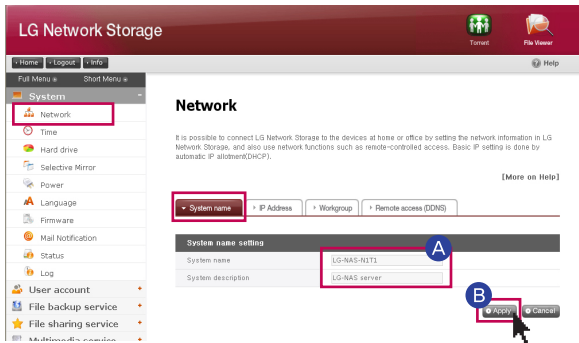 LG Network Storage
Torrent
File Viewer
Home Logout Info
Help
Full Menu Short Menu
System
Network
Time
Hard drive
Selective Mirror
Power
Language
Firmware
Mail Notification
Status
Log
User account
File backup service
File sharing service
Multimedia service
Network
It is possible to connect LG Network Storage to the devices at home or office by setting the network information in LG
Network Storage, and also use network functions such as remote-controlled access. Basic IP setting is done by
automatic IP allotment(DHCP).
[More on Help]
System name IP Address Workgroup Remote access (DDNS)
System name setting
A
System name LG-NAS-N1T1
System description LG-NAS server
B
Apply Cancel